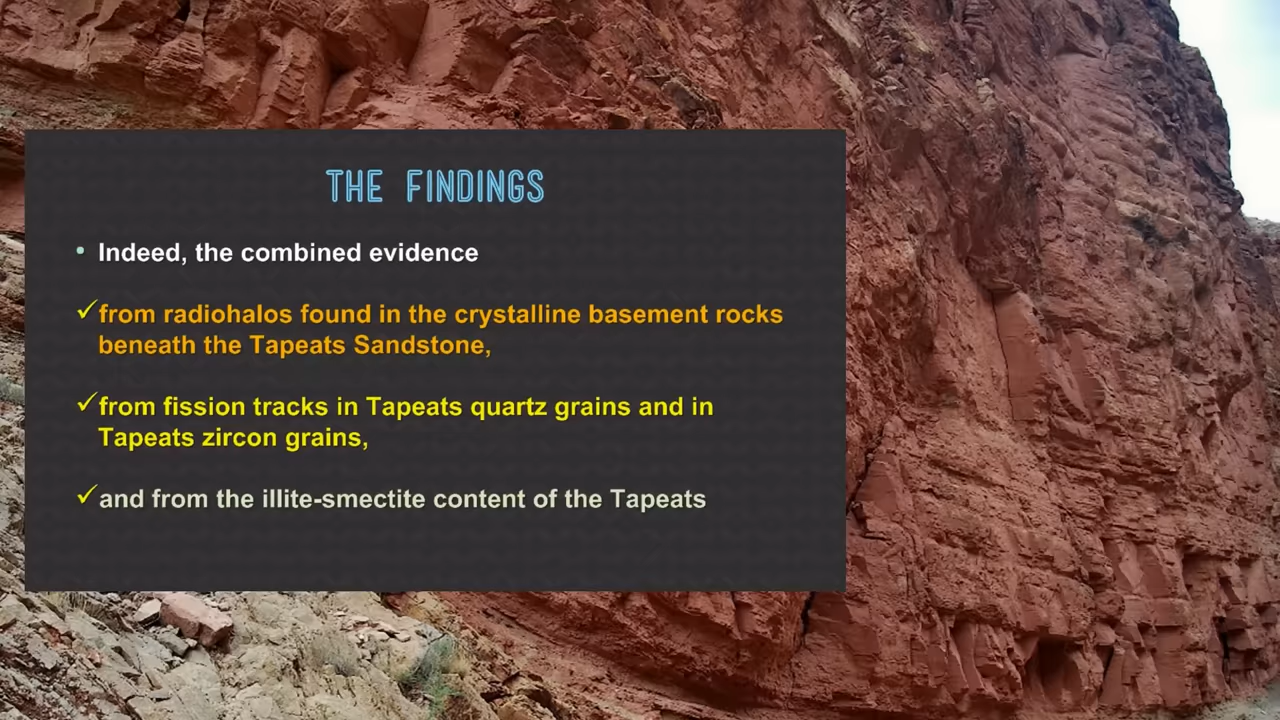 THE FINDINGS
• Indeed, the combined evidence
✓from radiohalos found in the crystalline basement rocks
beneath the Tapeats Sandstone,
✓from fission tracks in Tapeats quartz grains and in
Tapeats zircon grains,
✓and from the illite-smectite content of the Tapeats